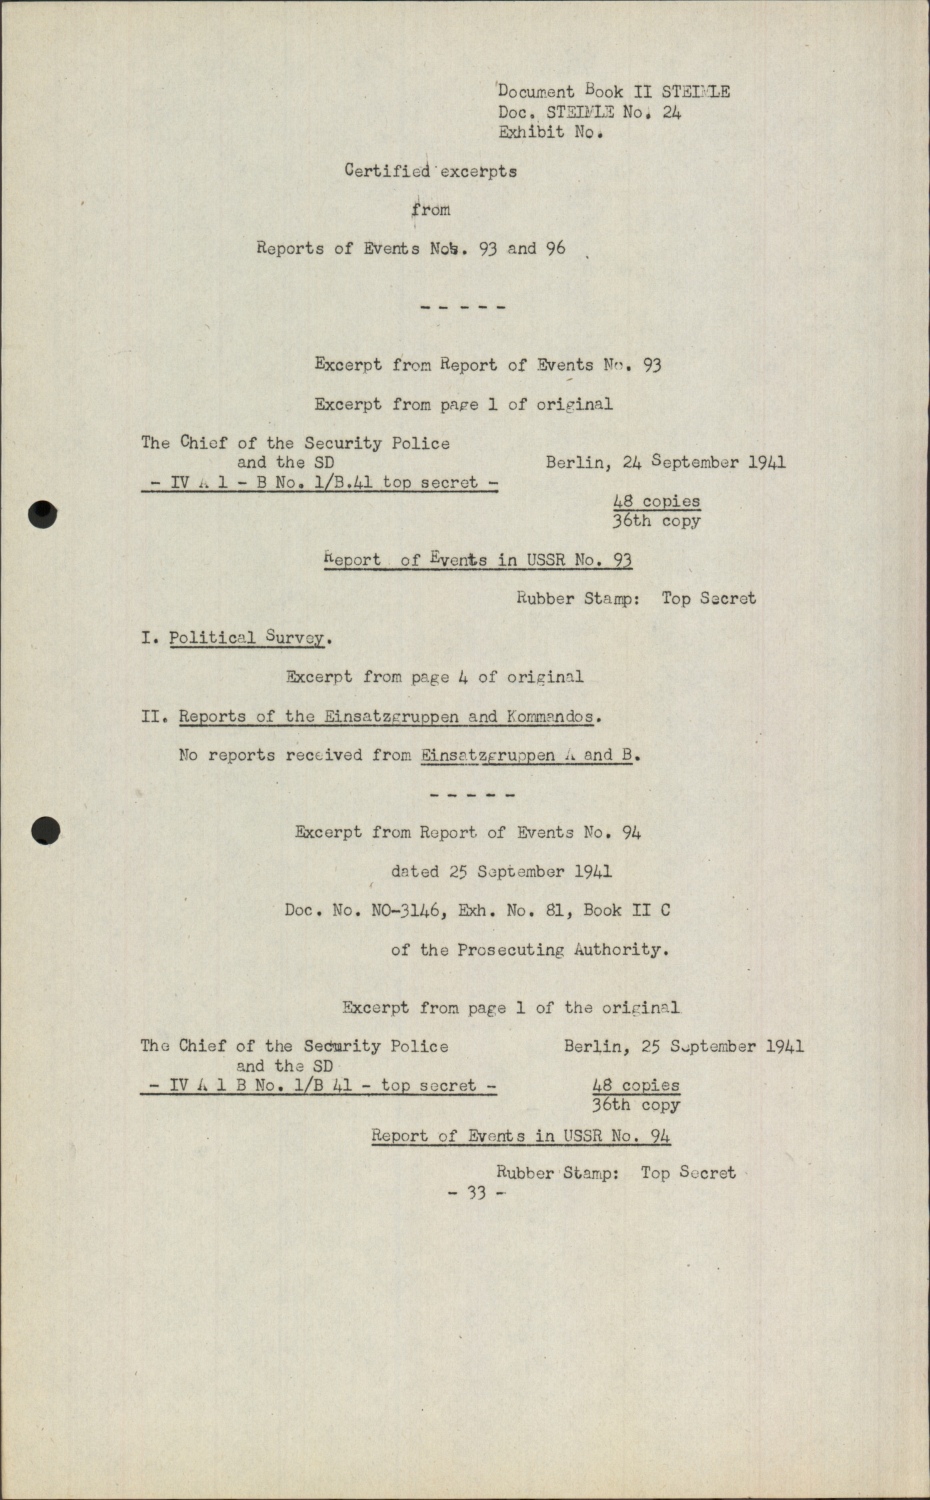 Document Book II STEIMLE
Doc. STEIMLE No. 24
Exhibit No.
Certified excerpts
from
Reports of Events Nos. 93 and 96
- - - - -
Excerpt from Report of Events No. 93
Excerpt from page 1 of original
The Chief of the Security Police
and the SD
Berlin, 24 September 1941
- IV A 1 - B No. 1/B.41 top secret -
48 copies
36th copy
Report of Events in USSR No. 93
Rubber Stamp: Top Secret
I. Political Survey.
Excerpt from page 4 of original
II. Reports of the Einsatzgruppen and Kommandos.
No reports received from Einsatzgruppen A and B.
- - - - -
Excerpt from Report of Events No. 94
dated 25 September 1941
Doc. No. NO-3146, Exh. No. 81, Book II C
of the Prosecuting Authority.
Excerpt from page 1 of the original
The Chief of the Security Police
Berlin, 25 September 1941
and the SD
- IV A 1 B No. 1/B 41 - top secret -
48 copies
36th copy
Report of Events in USSR No. 94
Rubber Stamp: Top Secret
- 33 -